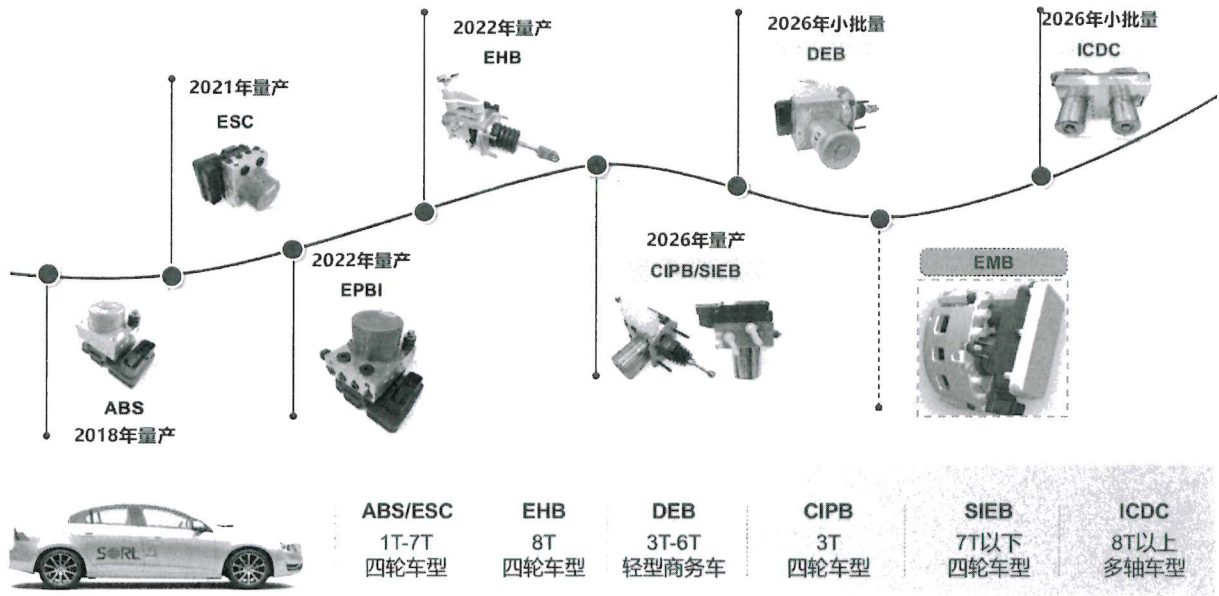 2021年量产
ESC
2022年量产
EHB
2026年小批量
DEB
2026年小批量
ICDC
2022年量产
EPBI
2026年量产
CIPB/SIEB
EMB
ABS
2018年量产
SORL
ABS/ESC
1T-7T
四轮车型
EHB
8T
四轮车型
DEB
3T-6T
轻型商务车
CIPB
3T
四轮车型
SIEB
7T以下
四轮车型
ICDC
8T以上
多轴车型